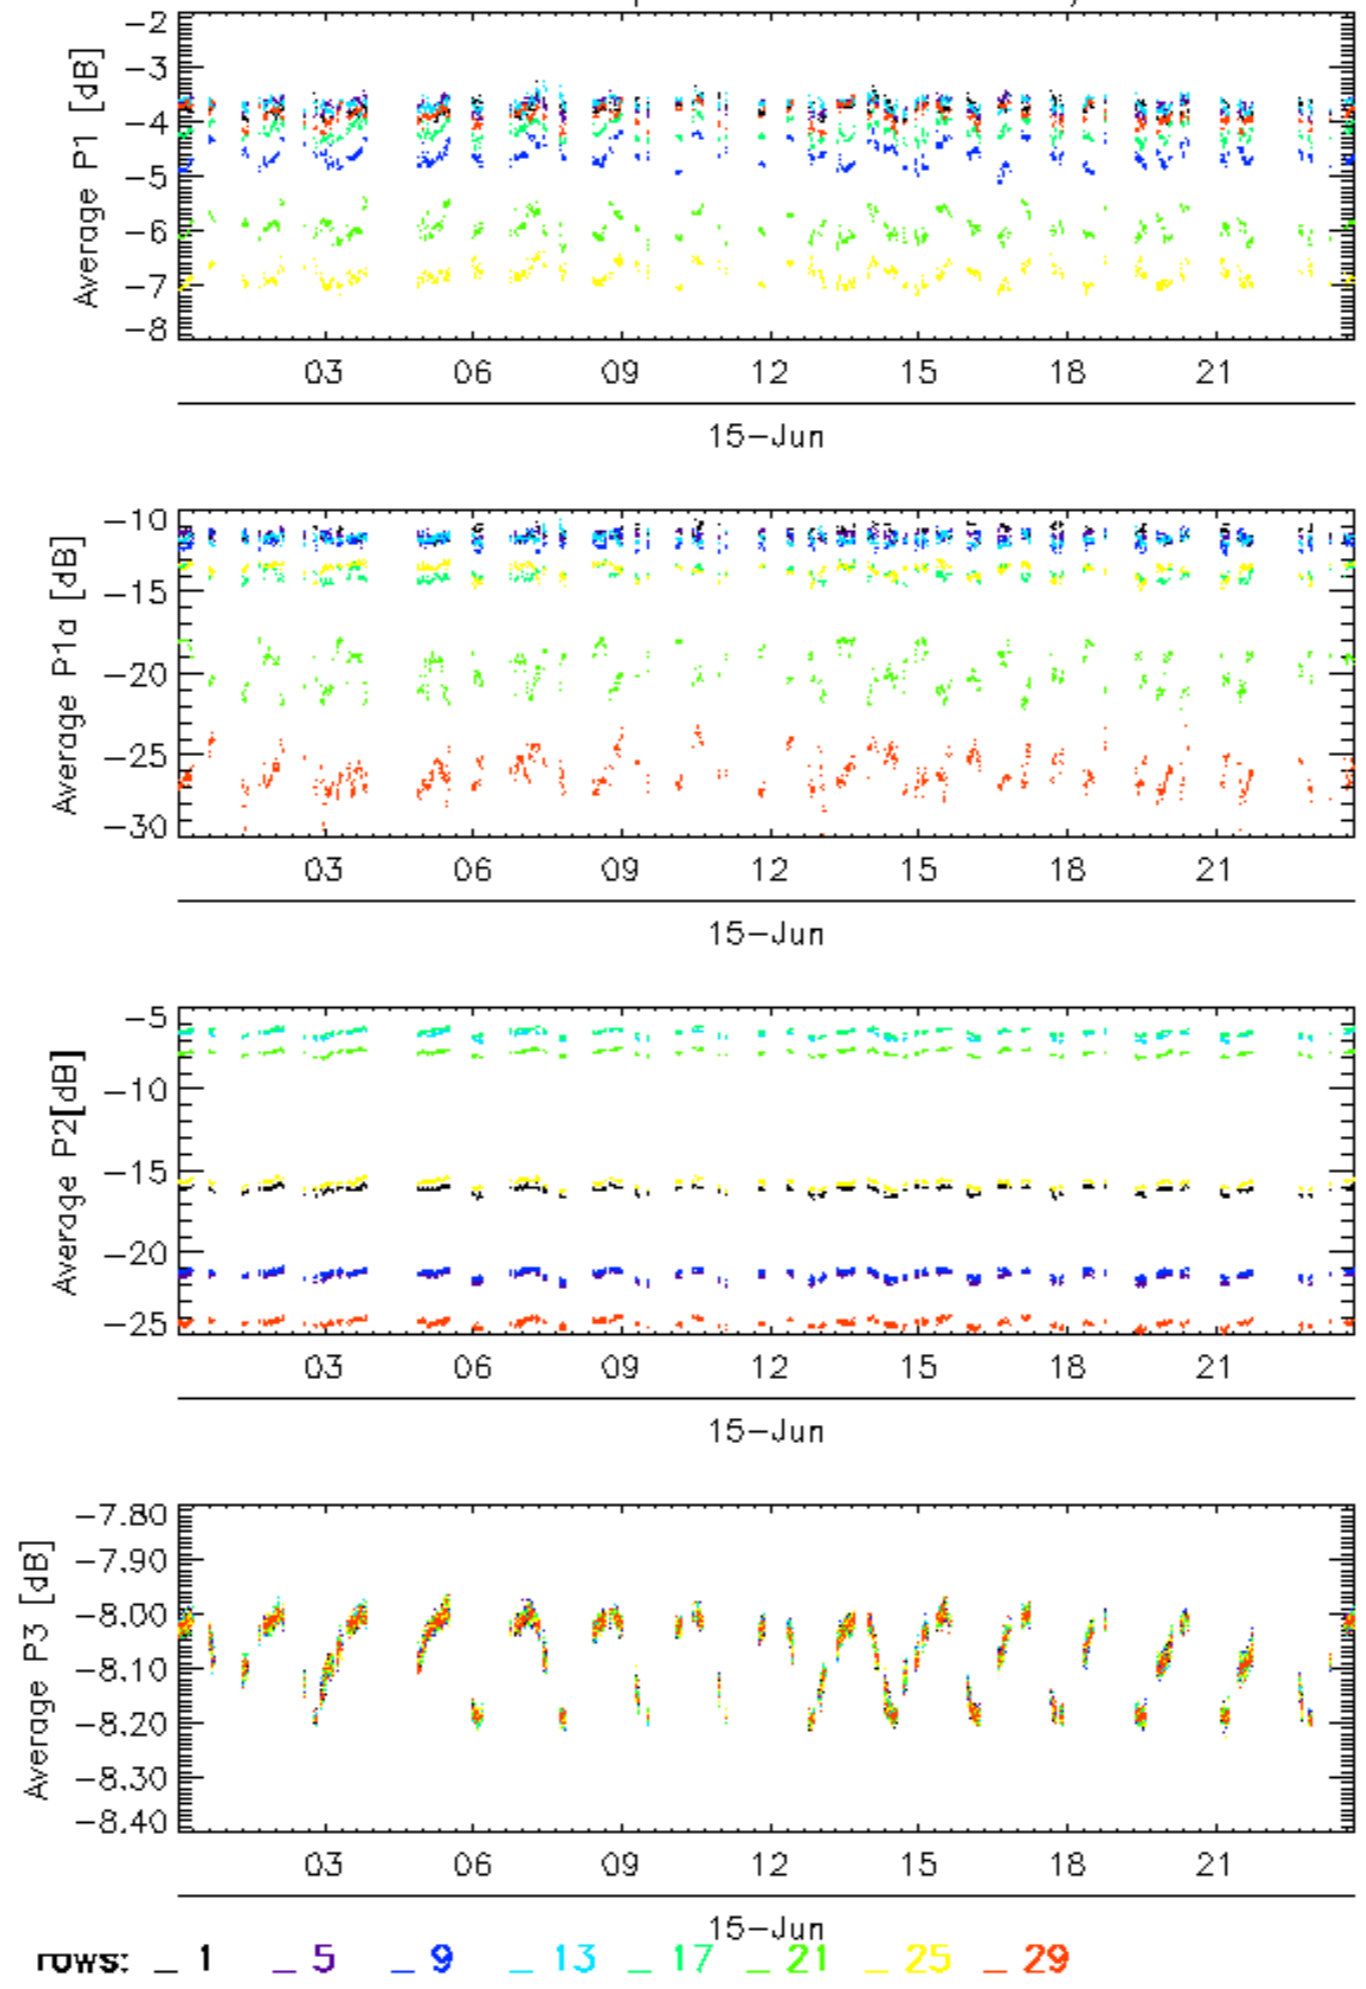 Average P1 [dB]
-2
-3
-4
-5
-6
-7
-8
03 06 09 12 15 18 21
15-Jun
Average P1a [dB]
-10
-15
-20
-25
-30
03 06 09 12 15 18 21
15-Jun
Average P2[dB]
-5
-10
-15
-20
-25
03 06 09 12 15 18 21
15-Jun
Average P3 [dB]
-7.80
-7.90
-8.00
-8.10
-8.20
-8.30
-8.40
03 06 09 12 15 18 21
15-Jun
rows: _ 1 _ 5 _ 9 _ 13 _ 17 _ 21 _ 25 _ 29